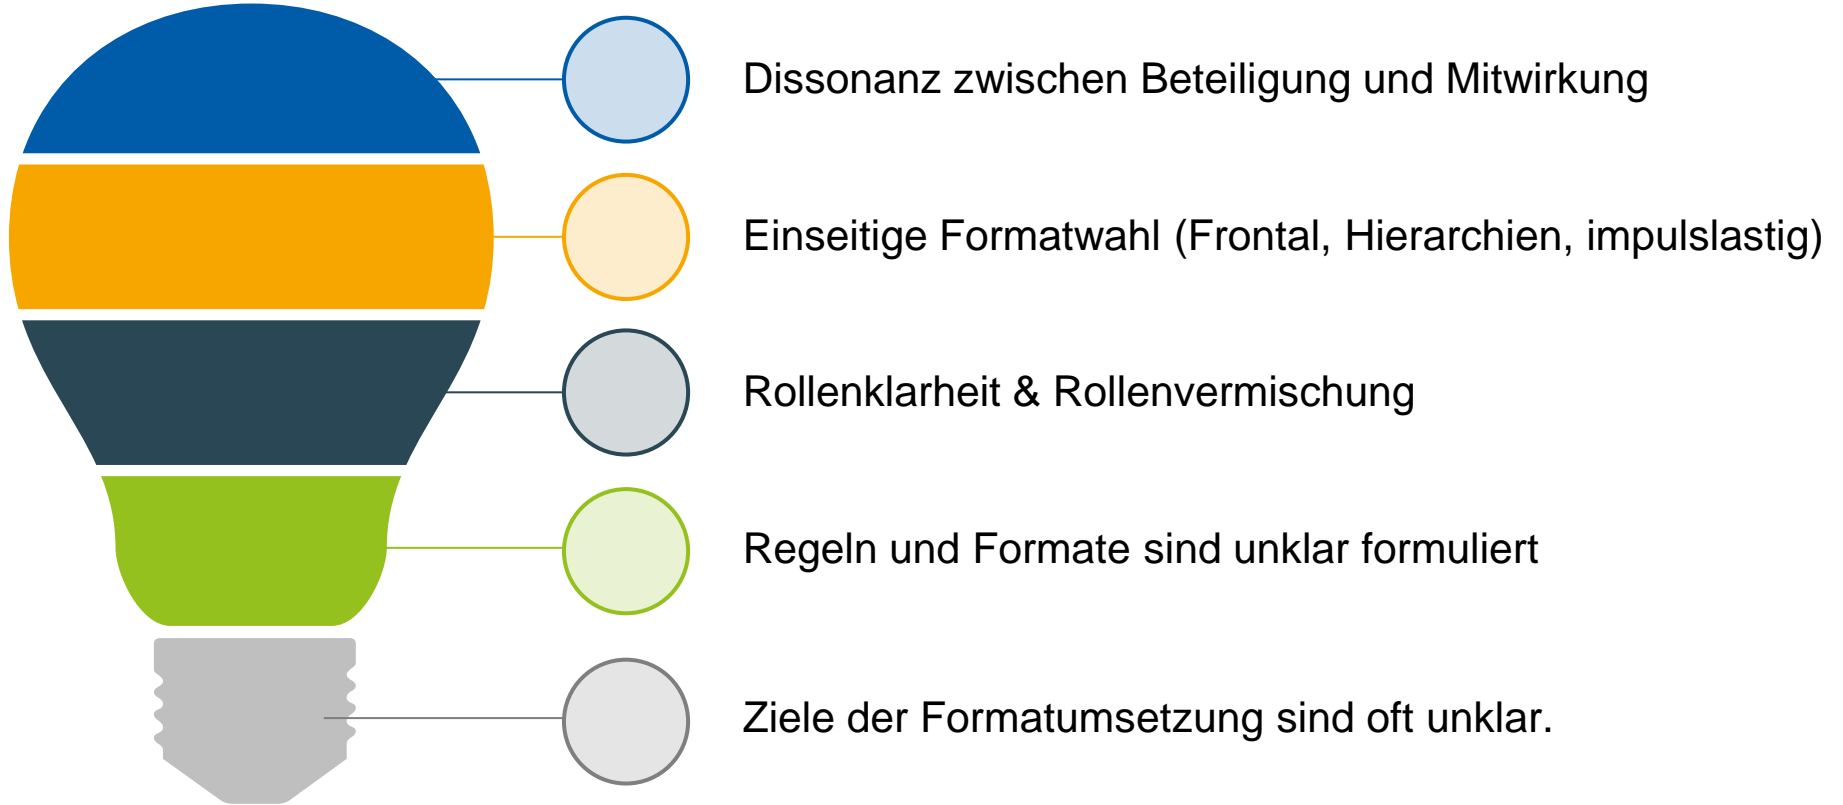 Dissonanz zwischen Beteiligung und Mitwirkung
Einseitige Formatwahl (Frontal, Hierarchien, impulslastig)
Rollenklarheit & Rollenvermischung
Regeln und Formate sind unklar formuliert
Ziele der Formatumsetzung sind oft unklar.